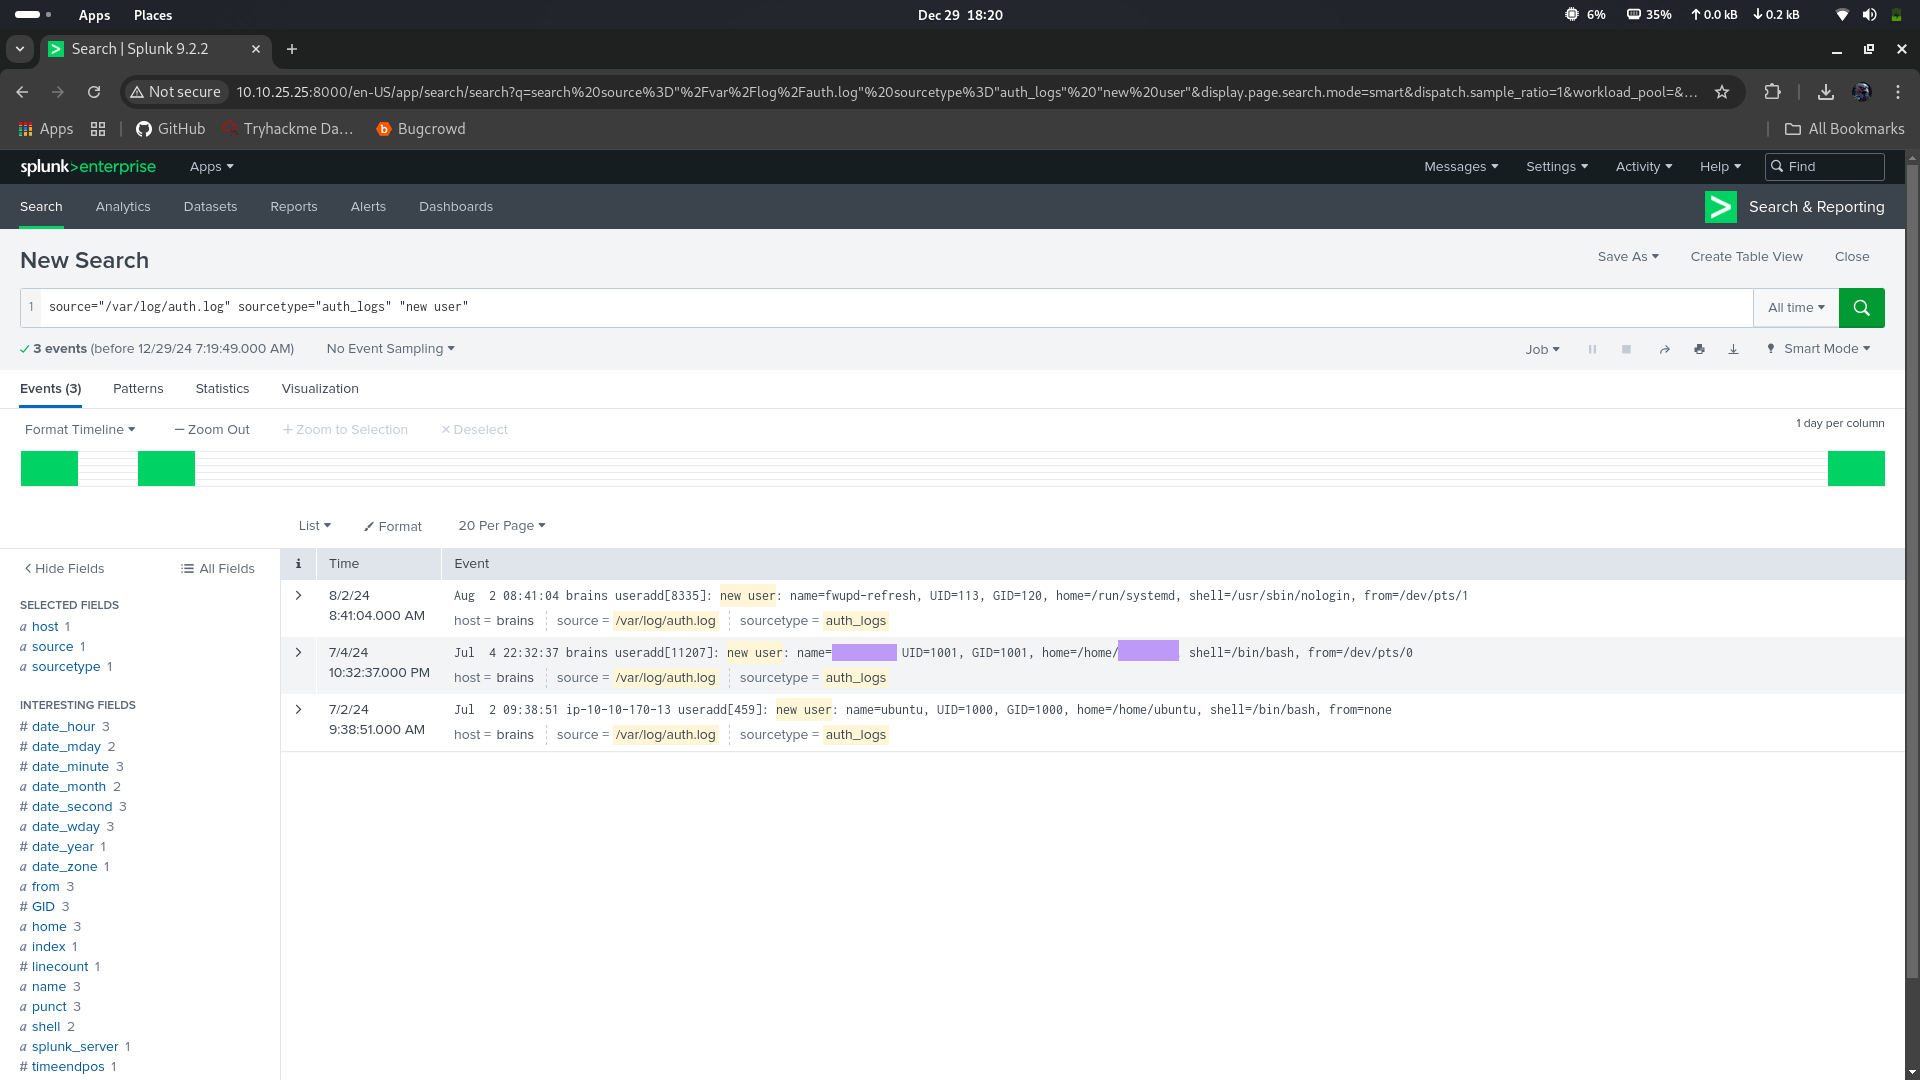 Apps Places Dec 29 18:20 6% 35% 0.0 kB 0.2 kB
Search | Splunk 9.2.2
Not secure 10.10.25.25:8000/en-US/app/search/search?q=search%20source%3D"%2Fvar%2Flog%2Fauth.log"%20sourcetype%3D"auth_logs"%20"new%20user"&display.page.search.mode=smart&dispatch.sample_ratio=1&workload_pool=&...
Apps GitHub Tryhackme Da... Bugcrowd All Bookmarks
splunk>enterprise Apps Messages Settings Activity Help Find
Search Analytics Datasets Reports Alerts Dashboards Search & Reporting
New Search Save As Create Table View Close
1 source="/var/log/auth.log" sourcetype="auth_logs" "new user" All time
3 events (before 12/29/24 7:19:49.000 AM) No Event Sampling Job Smart Mode
Events (3) Patterns Statistics Visualization
Format Timeline — Zoom Out + Zoom to Selection × Deselect 1 day per column
List Format 20 Per Page
Hide Fields All Fields
SELECTED FIELDS
a host 1
a source 1
a sourcetype 1
INTERESTING FIELDS
# date_hour 3
# date_mday 2
# date_minute 3
a date_month 2
# date_second 3
a date_wday 3
# date_year 1
a date_zone 1
a from 3
# GID 3
a home 3
a index 1
# linecount 1
a name 3
a punct 3
a shell 2
a splunk_server 1
# timeendpos 1
i Time Event
8/2/24 Aug 2 08:41:04 brains useradd[8335]: new user: name=fwupd-refresh, UID=113, GID=120, home=/run/systemd, shell=/usr/sbin/nologin, from=/dev/pts/1
8:41:04.000 AM host = brains source = /var/log/auth.log sourcetype = auth_logs
7/4/24 Jul 4 22:32:37 brains useradd[11207]: new user: name= UID=1001, GID=1001, home=/home/ shell=/bin/bash, from=/dev/pts/0
10:32:37.000 PM host = brains source = /var/log/auth.log sourcetype = auth_logs
7/2/24 Jul 2 09:38:51 ip-10-10-170-13 useradd[459]: new user: name=ubuntu, UID=1000, GID=1000, home=/home/ubuntu, shell=/bin/bash, from=none
9:38:51.000 AM host = brains source = /var/log/auth.log sourcetype = auth_logs